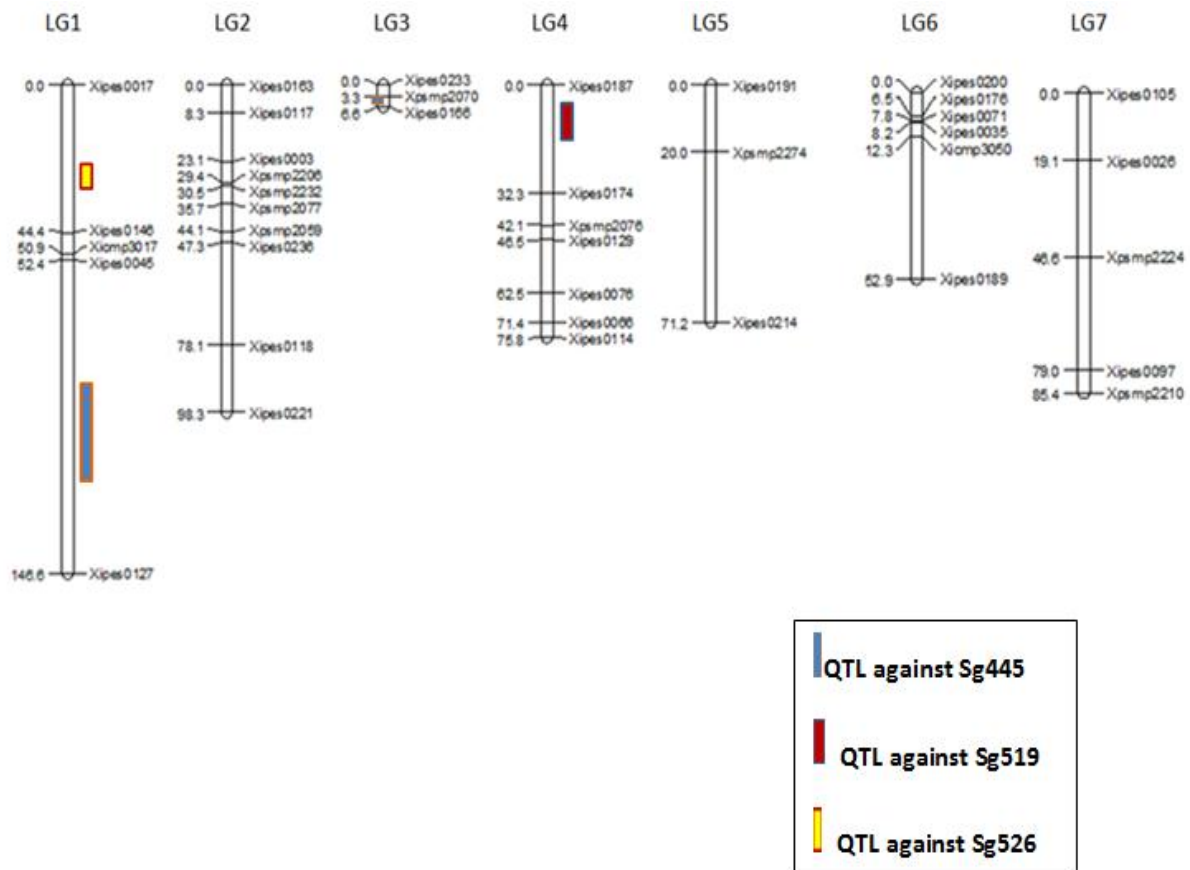 LG1 LG2 LG3 LG4 LG5 LG6 LG7
0.0 Xipes0017
44.4 Xipes0146
50.9 Xicmp3017
52.4 Xipes0045
146.6 Xipes0127
0.0 Xipes0163
8.3 Xipes0117
23.1 Xipes0003
29.4 Xpsmp2206
30.5 Xpsmp2232
35.7 Xpsmp2077
44.1 Xpsmp2059
47.3 Xipes0236
78.1 Xipes0118
98.3 Xipes0221
0.0 Xipes0233
3.3 Xpsmp2070
6.6 Xipes0166
0.0 Xipes0187
32.3 Xipes0174
42.1 Xpsmp2076
46.5 Xipes0129
62.5 Xipes0076
71.4 Xipes0066
75.8 Xipes0114
0.0 Xipes0191
20.0 Xpsmp2274
71.2 Xipes0214
0.0 Xipes0200
6.5 Xipes0176
7.8 Xipes0071
8.2 Xipes0035
12.3 Xicmp3050
52.9 Xipes0189
0.0 Xipes0105
19.1 Xipes0026
46.6 Xpsmp2224
79.0 Xipes0097
85.4 Xpsmp2210
QTL against Sg445
QTL against Sg519
QTL against Sg526